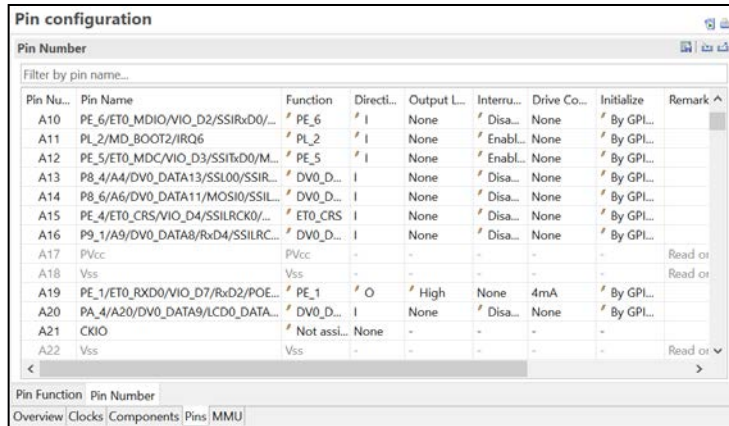 Pin configuration
Pin Number
Filter by pin name...
Pin Nu... Pin Name Function Directi... Output L... Interru... Drive Co... Initialize Remark
A10 PE_6/ET0_MDIO/VIO_D2/SSIRxD0/... PE_6 I None Disa... None By GPI...
A11 PL_2/MD_BOOT2/IRQ6 PL_2 I None Enabl... None By GPI...
A12 PE_5/ET0_MDC/VIO_D3/SSITxD0/M... PE_5 I None Enabl... None By GPI...
A13 P8_4/A4/DV0_DATA13/SSL00/SSIR... DV0_D... I None Disa... None By GPI...
A14 P8_6/A6/DV0_DATA11/MOSI0/SSIL... DV0_D... I None Disa... None By GPI...
A15 PE_4/ET0_CRS/VIO_D4/SSILRCK0/... ET0_CRS I None Disa... None By GPI...
A16 P9_1/A9/DV0_DATA8/RxD4/SSILRC... DV0_D... I None Disa... None By GPI...
A17 PVcc PVcc - - - - - Read or
A18 Vss Vss - - - - - Read or
A19 PE_1/ET0_RXD0/VIO_D7/RxD2/POE... PE_1 O High None 4mA By GPI...
A20 PA_4/A20/DV0_DATA9/LCD0_DATA... DV0_D... I None Disa... None By GPI...
A21 CKIO Not assi... None - - - -
A22 Vss Vss - - - - - Read or
Pin Function Pin Number
Overview Clocks Components Pins MMU